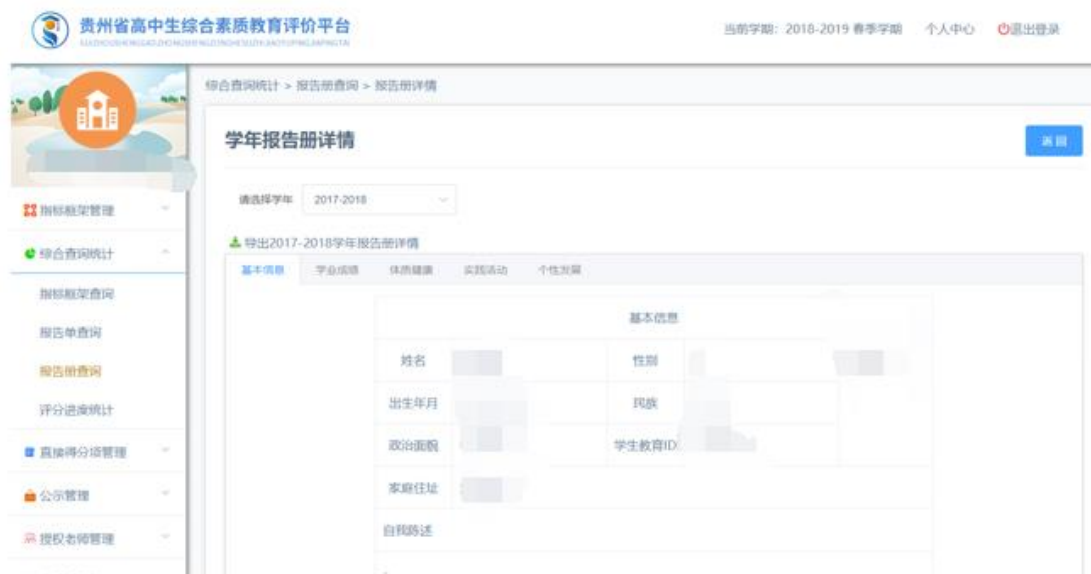 贵州省高中生综合素质教育评价平台
当前学期：2018-2019 春季学期 个人中心 退出登录
综合查询统计 > 报告册查询 > 报告册详情
学年报告册详情
返回
请选择学年 2017-2018
导出2017-2018学年报告册详情
基本信息 学业成绩 体质健康 实践活动 个性发展
指标框架管理
综合查询统计
指标框架查询
报告单查询
报告册查询
评分进度统计
直接得分项管理
公示管理
授权老师管理
基本信息
姓名 性别
出生年月 民族
政治面貌 学生教育ID
家庭住址
自我陈述